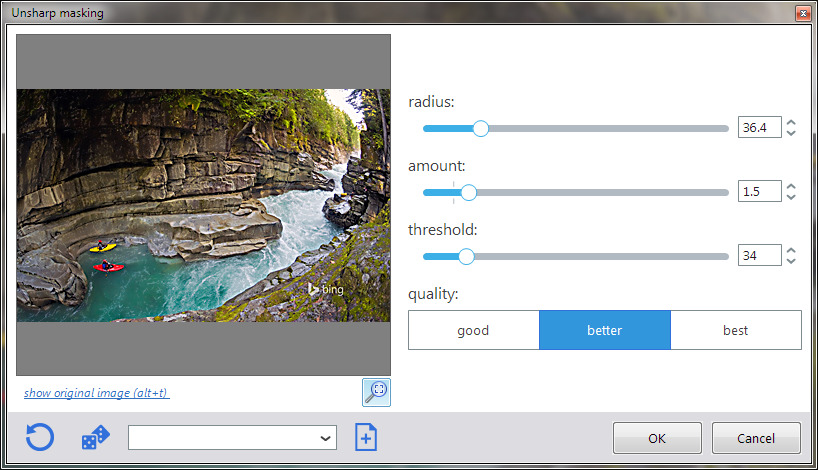 Unsharp masking
bing
show original image (alt+t)
radius:
36.4
amount:
1.5
threshold:
34
quality:
good
better
best
OK
Cancel